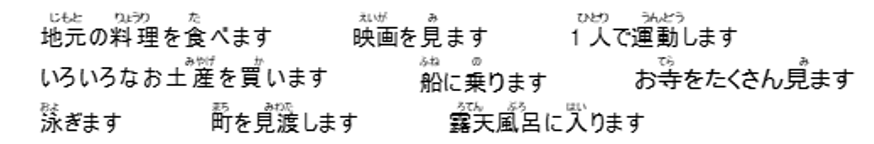 地元の料理を食べます 映画を見ます 1人で運動します
いろいろなお土産を買います 船に乗ります お寺をたくさん見ます
泳ぎます 町を見渡します 露天風呂に入ります